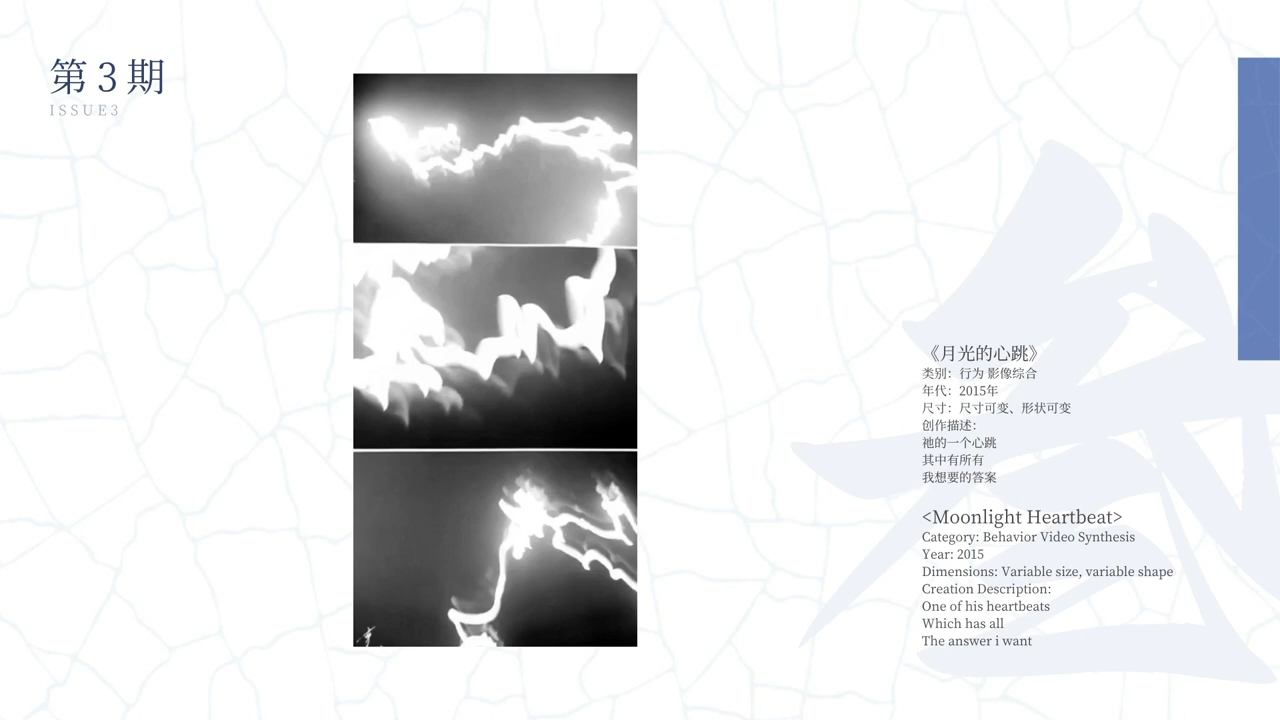 第3期
ISSUE3
《月光的心跳》
类别：行为 影像综合
年代：2015年
尺寸：尺寸可变、形状可变
创作描述：
祂的一个心跳
其中有所有
我想要的答案
<Moonlight Heartbeat>
Category: Behavior Video Synthesis
Year: 2015
Dimensions: Variable size, variable shape
Creation Description:
One of his heartbeats
Which has all
The answer i want